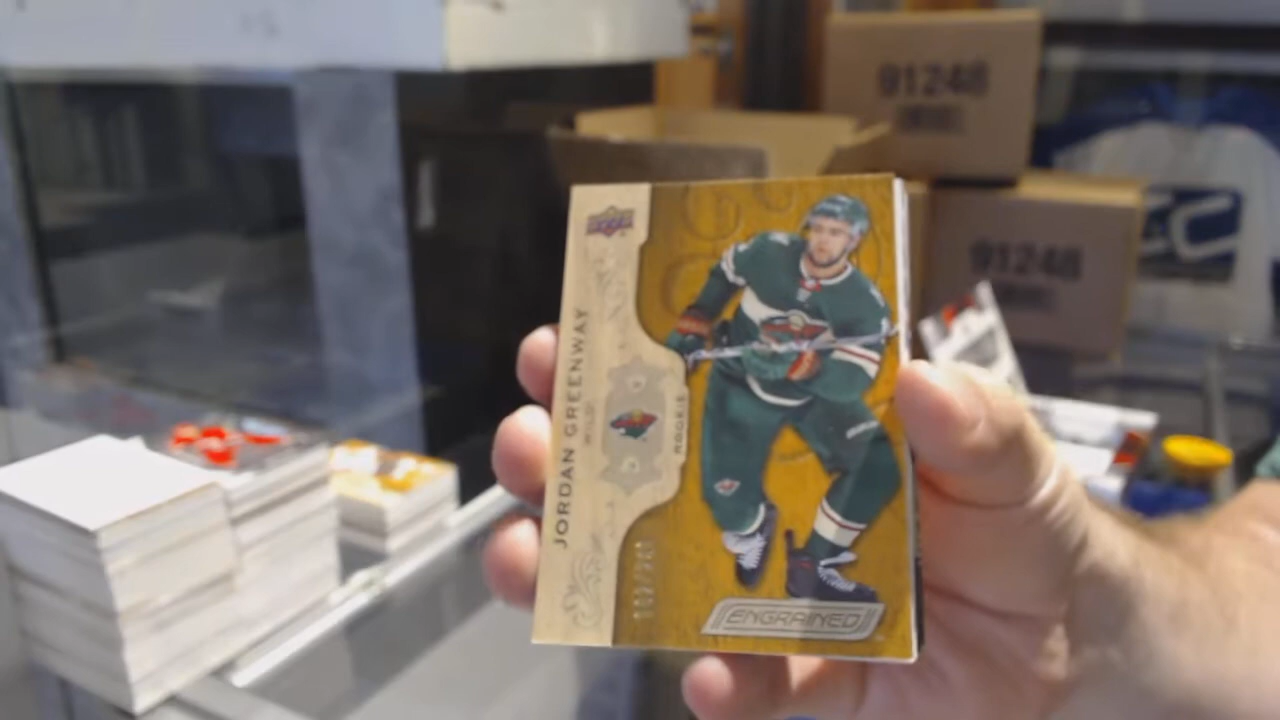 91248
91248
UPPER DECK
JORDAN GREENWAY
WILD
ROOKIE
ENGRAINED